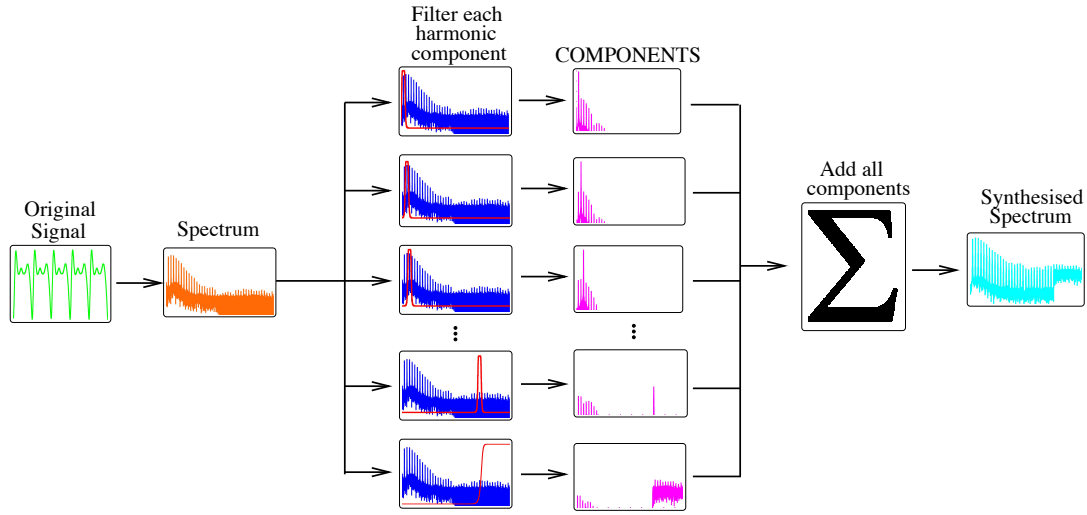 Filter each
harmonic
component
COMPONENTS
Original
Signal
Spectrum
Add all
components
Σ
Synthesised
Spectrum